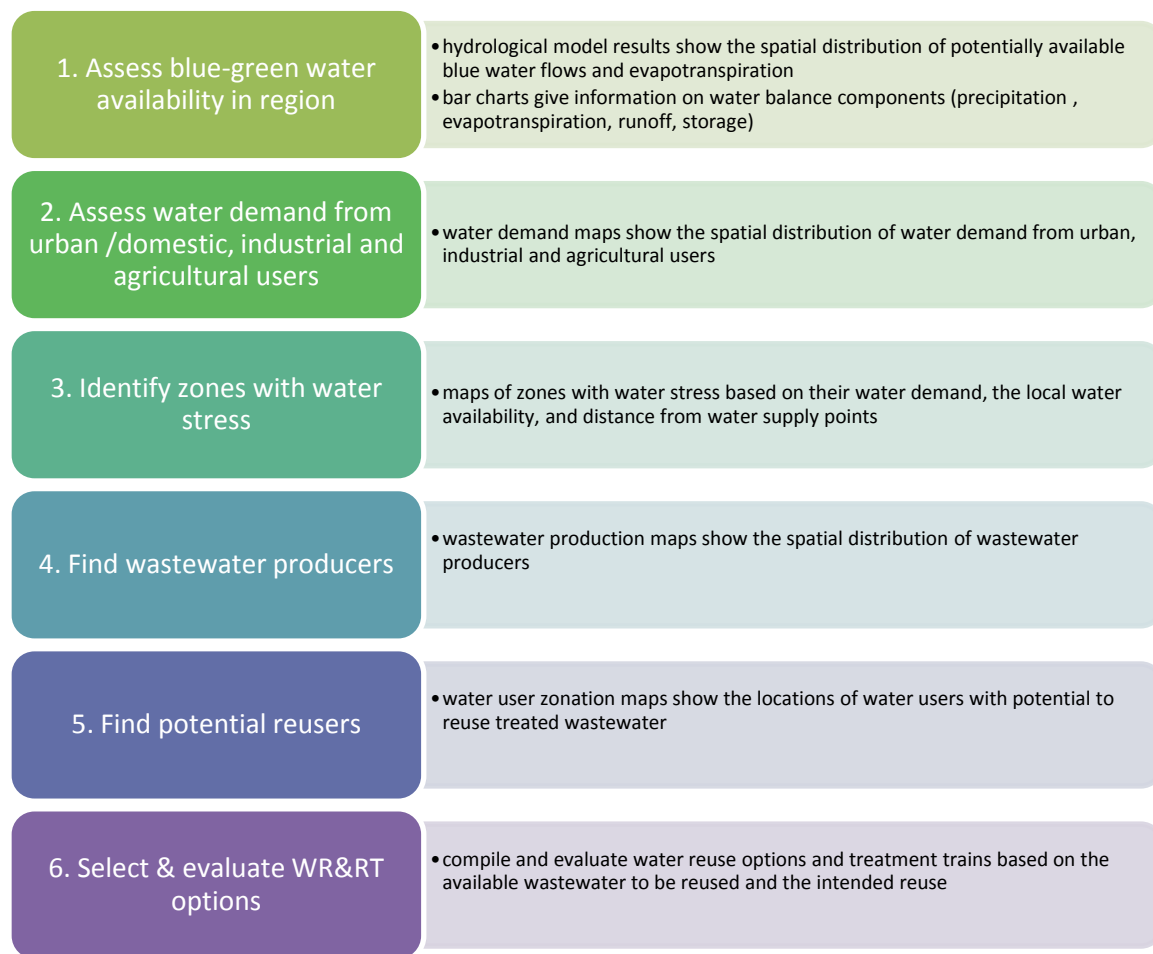 1. Assess blue-green water
availability in region
•hydrological model results show the spatial distribution of potentially available
blue water flows and evapotranspiration
•bar charts give information on water balance components (precipitation ,
evapotranspiration, runoff, storage)
2. Assess water demand from
urban /domestic, industrial and
agricultural users
•water demand maps show the spatial distribution of water demand from urban,
industrial and agricultural users
3. Identify zones with water
stress
•maps of zones with water stress based on their water demand, the local water
availability, and distance from water supply points
4. Find wastewater producers
•wastewater production maps show the spatial distribution of wastewater
producers
5. Find potential reusers
•water user zonation maps show the locations of water users with potential to
reuse treated wastewater
6. Select & evaluate WR&RT
options
•compile and evaluate water reuse options and treatment trains based on the
available wastewater to be reused and the intended reuse